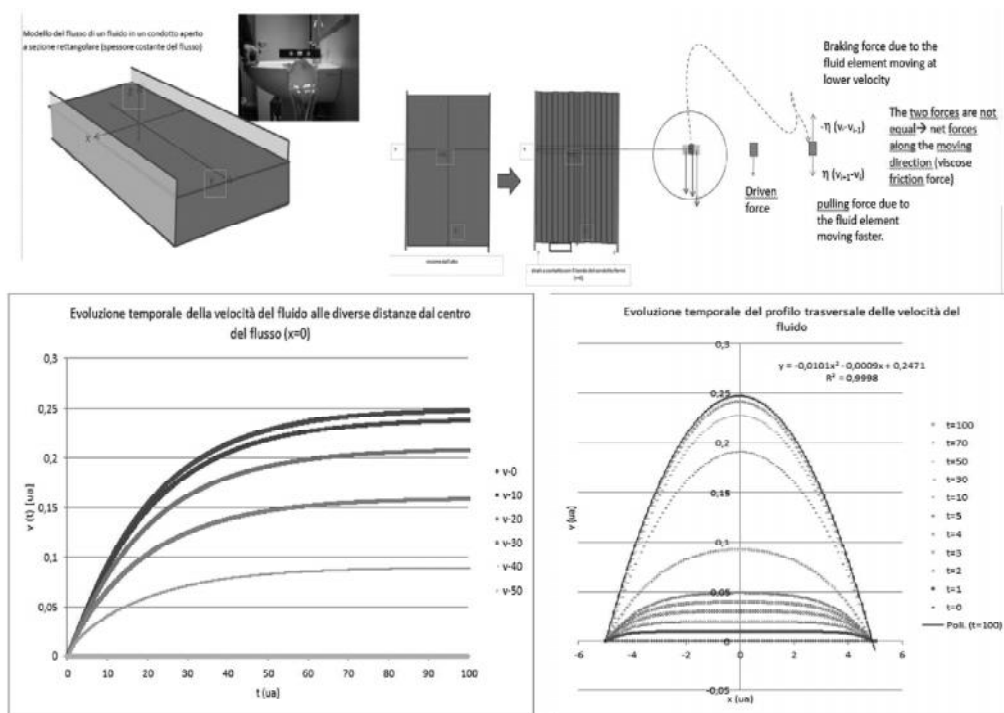 Modello del flusso di un fluido in un condotto aperto
a sezione rettangolare (spessore costante del flusso)
X
Braking force due to the
fluid element moving at
lower velocity
-η (vᵢ-vᵢ₋₁)
The two forces are not
equal→ net forces
along the moving
direction (viscose
friction force)
η (vᵢ₊₁-vᵢ)
Driven
force
pulling force due to
the fluid element
moving faster.
Evoluzione temporale della velocità del fluido alle diverse distanze dal centro
del flusso (x=0)
0,3
0,25
0,2
0,15
0,1
0,05
0
0 10 20 30 40 50 60 70 80 90 100
v (t) [ua]
t (ua)
v-0
v-10
v-20
v-30
v-40
v-50
Evoluzione temporale del profilo trasversale delle velocità del
fluido
y = -0,0101x² - 0,0009x + 0,2471
R² = 0,9998
0,3
0,25
0,2
0,15
0,1
0,05
0
-0,05
-6 -4 -2 0 2 4 6
v (ua)
x (ua)
t=100
t=70
t=50
t=30
t=10
t=5
t=4
t=3
t=2
t=1
t=0
Poli. (t=100)